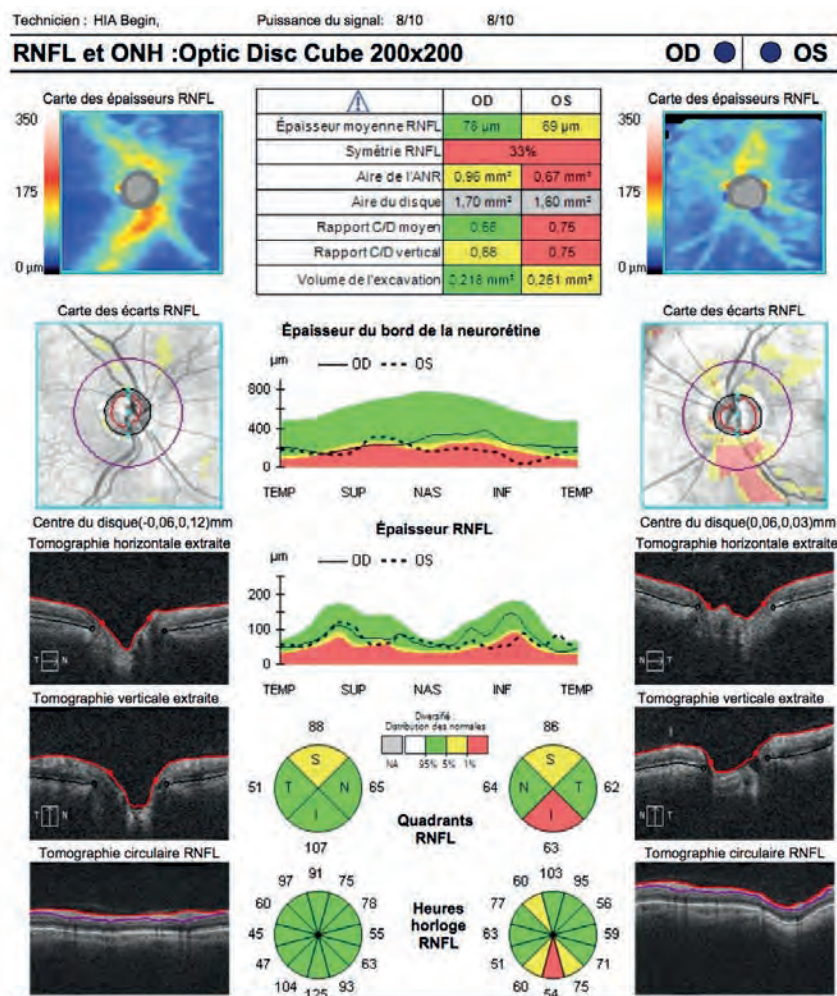 Technicien : HIA Begin, Puissance du signal: 8/10 8/10
RNFL et ONH :Optic Disc Cube 200x200 OD OS
Carte des épaisseurs RNFL
350
175
0 µm
OD OS
Épaisseur moyenne RNFL 76 µm 69 µm
Symétrie RNFL 33%
Aire de l'ANR 0,96 mm² 0,67 mm²
Aire du disque 1,70 mm² 1,60 mm²
Rapport C/D moyen 0,66 0,75
Rapport C/D vertical 0,66 0,75
Volume de l'excavation 0,218 mm³ 0,261 mm³
Carte des épaisseurs RNFL
350
175
0 µm
Carte des écarts RNFL
Centre du disque(-0,06,0,12)mm
Épaisseur du bord de la neurorétine
µm OD OS
800
400
0
TEMP SUP NAS INF TEMP
Carte des écarts RNFL
Centre du disque(0,06,0,03)mm
Tomographie horizontale extraite
T N
Épaisseur RNFL
µm OD OS
200
100
0
TEMP SUP NAS INF TEMP
Tomographie horizontale extraite
N T
Tomographie verticale extraite
N T
Diversifié :
Distribution des normales
NA 95% 5% 1%
88
51 S T N I 65
107
Quadrants
RNFL
86
64 S N T I 62
63
Tomographie verticale extraite
N T
Tomographie circulaire RNFL
97 91 75
60 78
45 55
47 63
104 125 93
Heures
horloge
RNFL
60 103 95
77 56
63 59
51 71
60 54 75
Tomographie circulaire RNFL